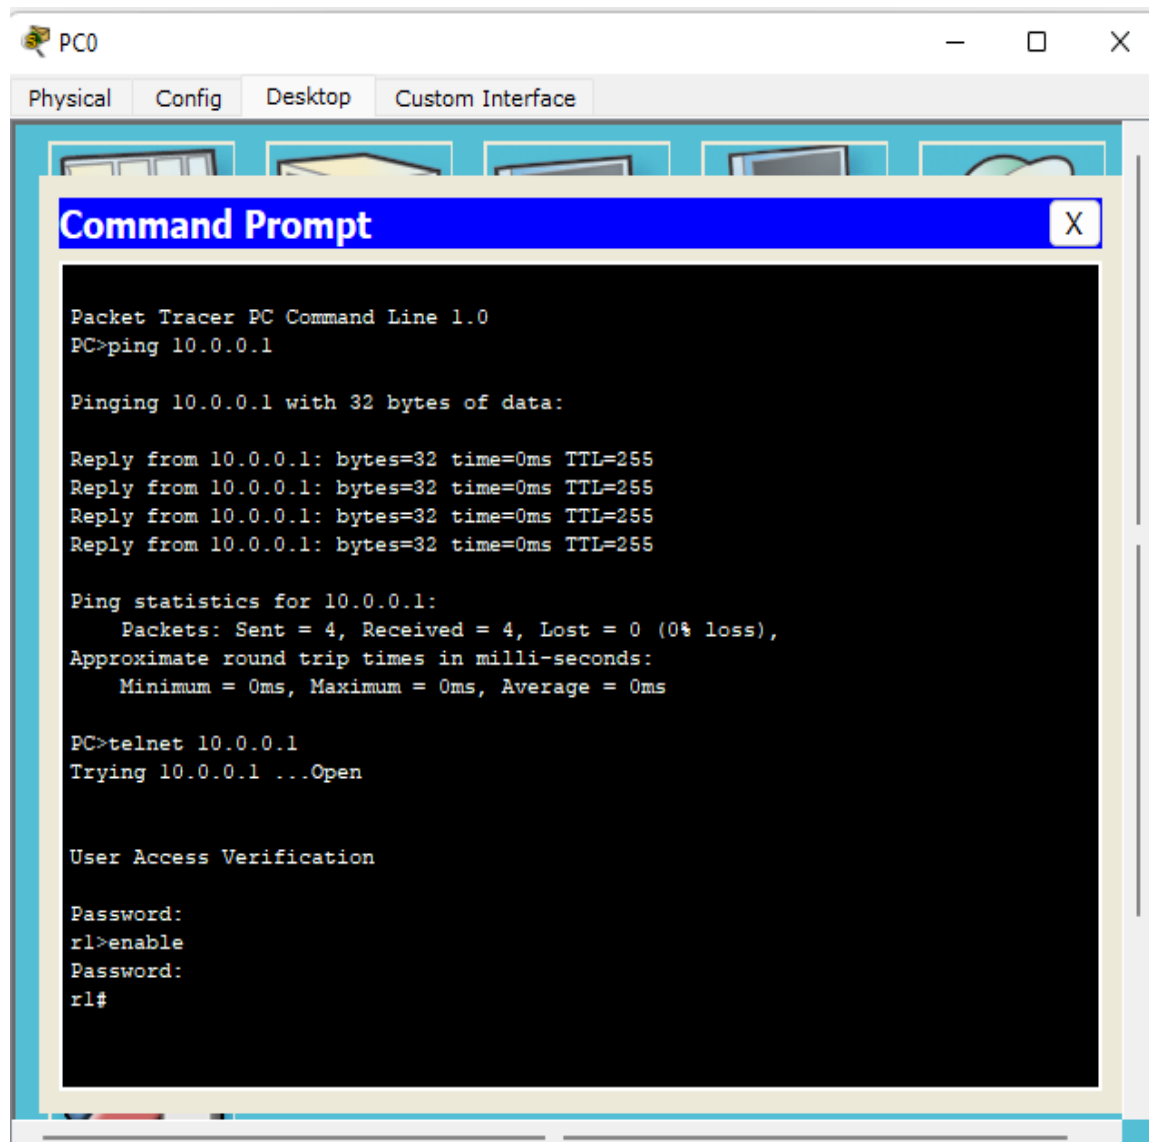 PC0
Physical Config Desktop Custom Interface
Command Prompt X
Packet Tracer PC Command Line 1.0
PC>ping 10.0.0.1
Pinging 10.0.0.1 with 32 bytes of data:
Reply from 10.0.0.1: bytes=32 time=0ms TTL=255
Reply from 10.0.0.1: bytes=32 time=0ms TTL=255
Reply from 10.0.0.1: bytes=32 time=0ms TTL=255
Reply from 10.0.0.1: bytes=32 time=0ms TTL=255
Ping statistics for 10.0.0.1:
    Packets: Sent = 4, Received = 4, Lost = 0 (0% loss),
Approximate round trip times in milli-seconds:
    Minimum = 0ms, Maximum = 0ms, Average = 0ms
PC>telnet 10.0.0.1
Trying 10.0.0.1 ...Open
User Access Verification
Password:
r1>enable
Password:
r1#